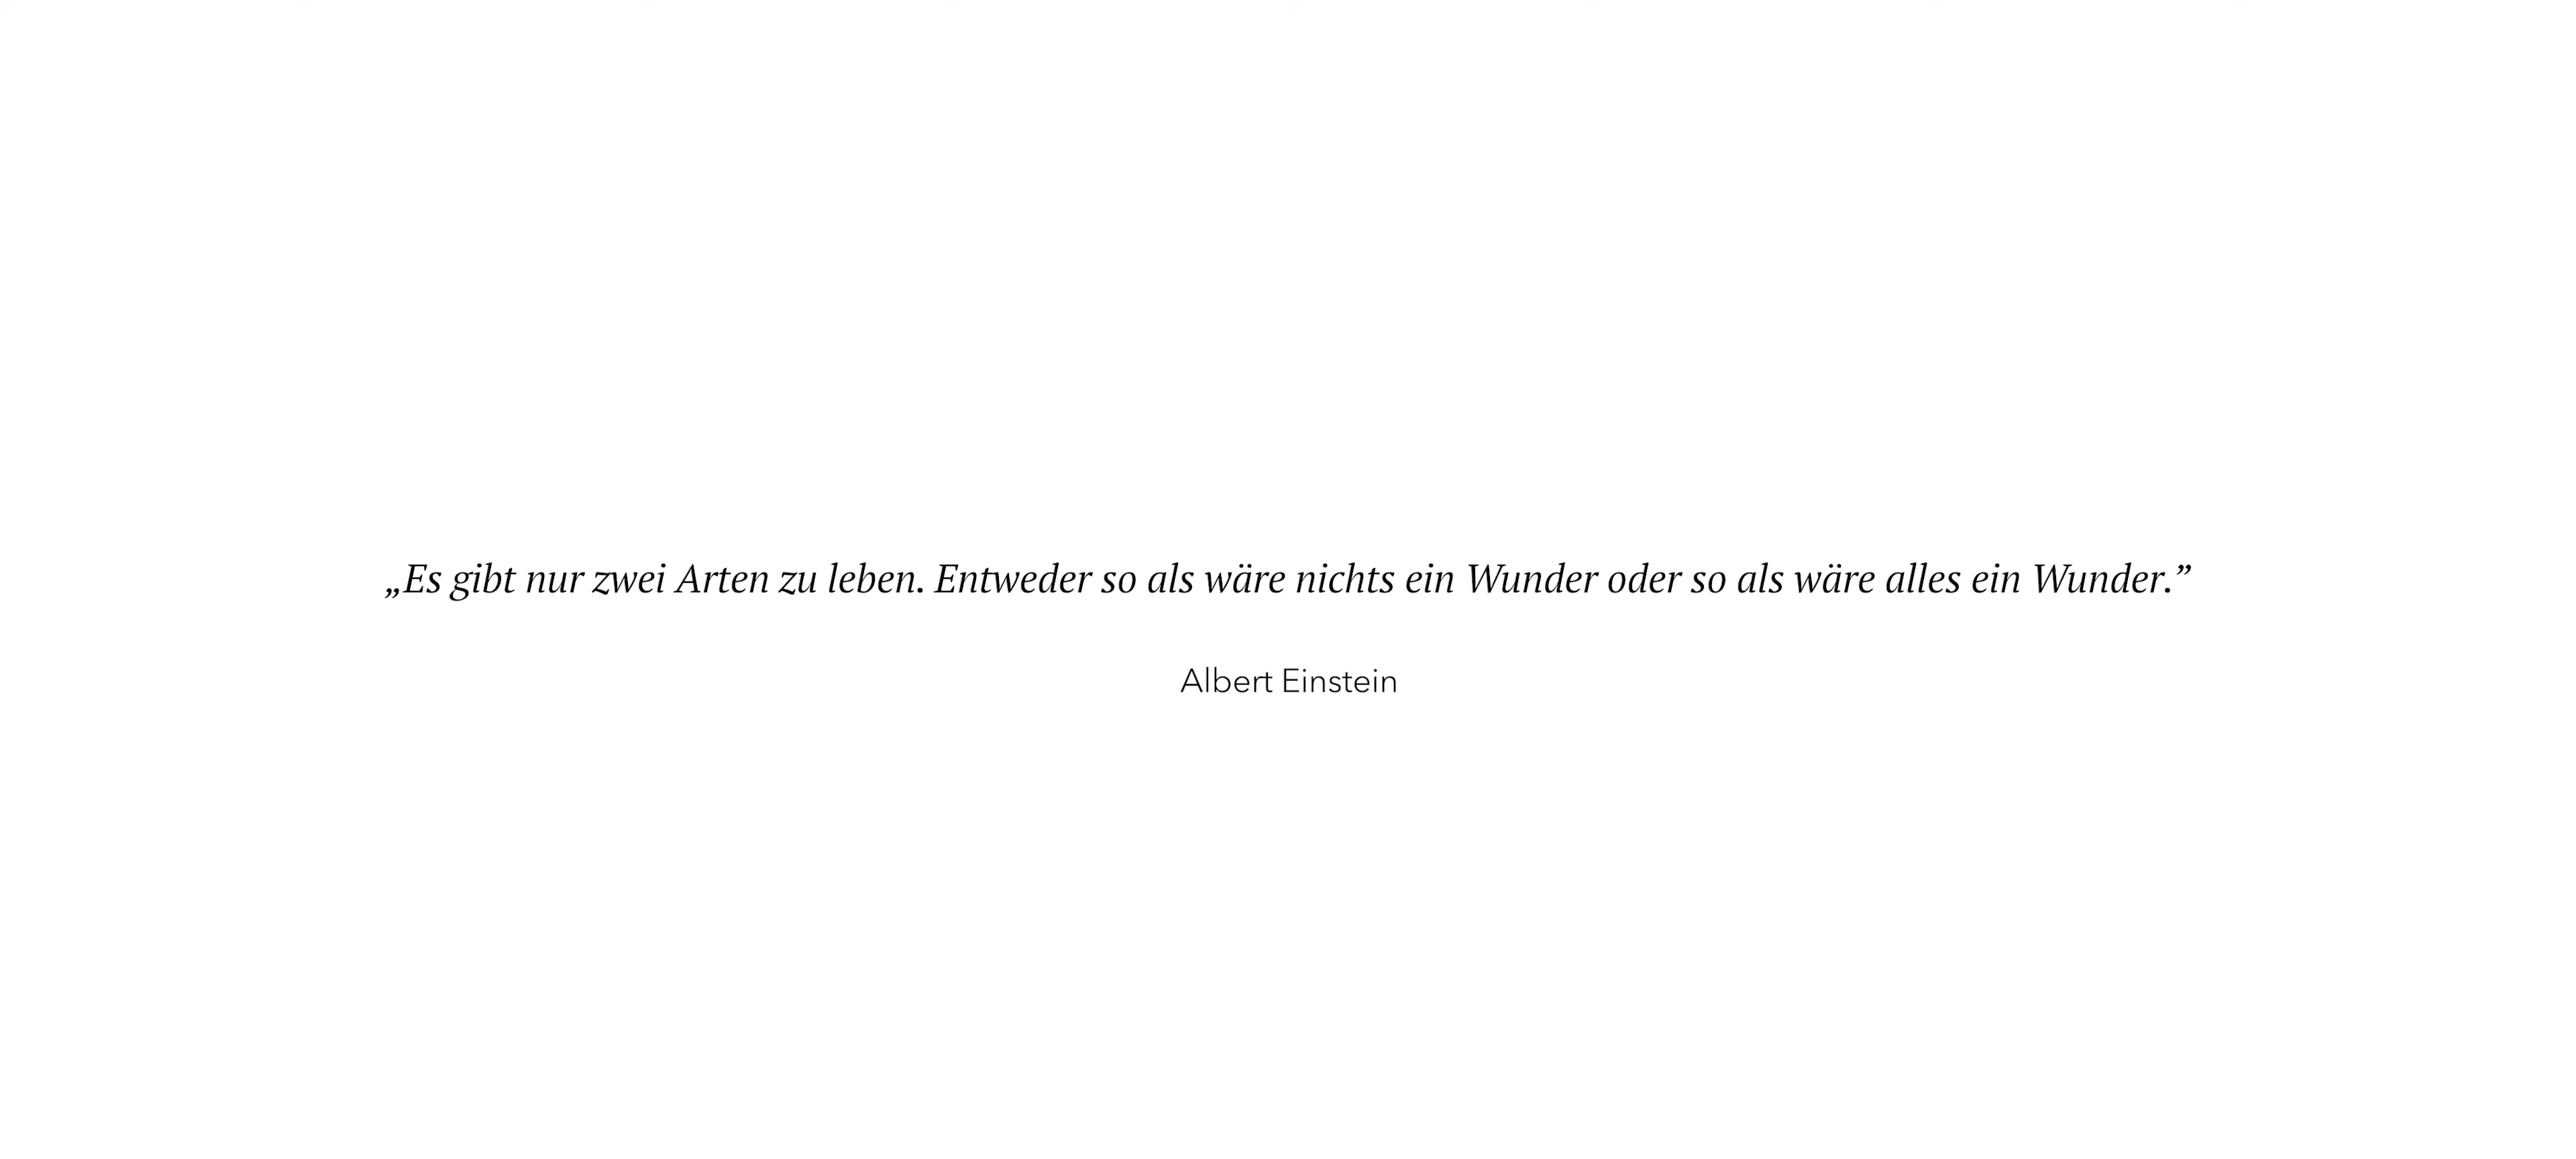 „Es gibt nur zwei Arten zu leben. Entweder so als wäre nichts ein Wunder oder so als wäre alles ein Wunder.”
Albert Einstein